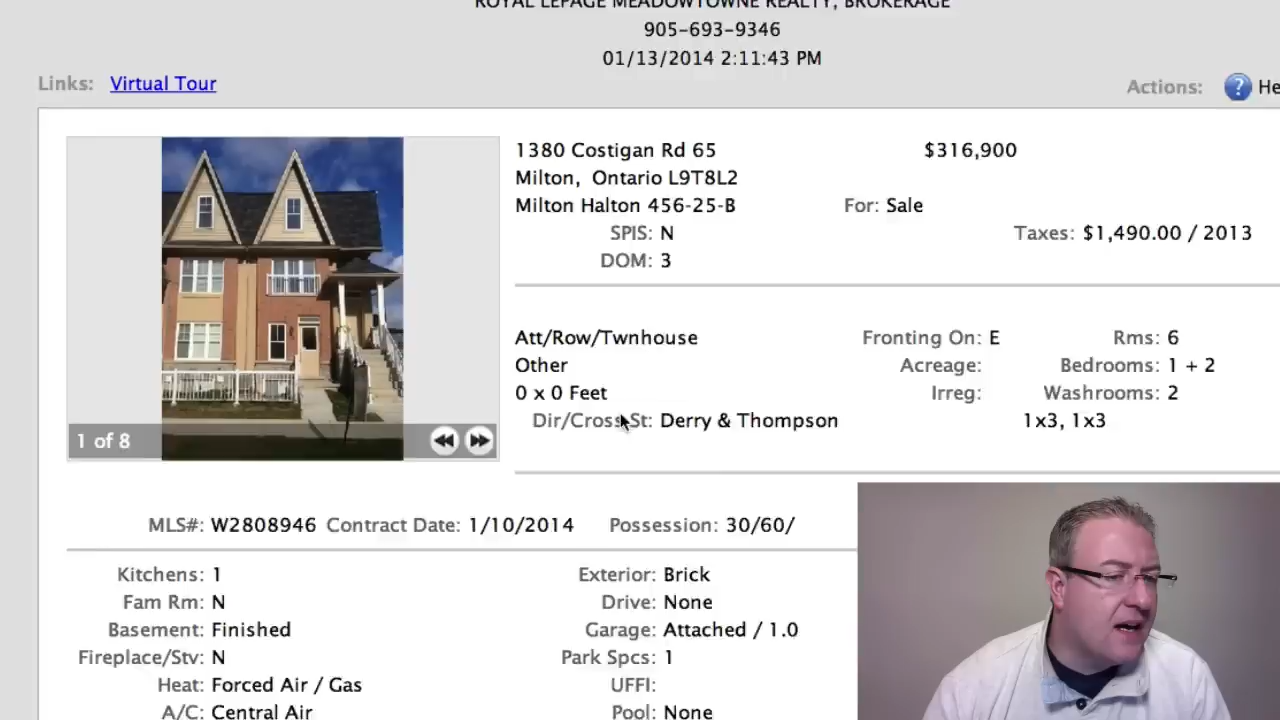 ROYAL LEPAGE MEADOWTOWNE REALTY, BROKERAGE
905-693-9346
01/13/2014 2:11:43 PM
Links: Virtual Tour
Actions: ? He
1380 Costigan Rd 65 $316,900
Milton, Ontario L9T8L2
Milton Halton 456-25-B For: Sale
SPIS: N Taxes: $1,490.00 / 2013
DOM: 3
Att/Row/Twnhouse Fronting On: E Rms: 6
Other Acreage: Bedrooms: 1 + 2
0 x 0 Feet Irreg: Washrooms: 2
Dir/Cross St: Derry & Thompson 1x3, 1x3
1 of 8
MLS#: W2808946 Contract Date: 1/10/2014 Possession: 30/60/
Kitchens: 1 Exterior: Brick
Fam Rm: N Drive: None
Basement: Finished Garage: Attached / 1.0
Fireplace/Stv: N Park Spcs: 1
Heat: Forced Air / Gas UFFI:
A/C: Central Air Pool: None